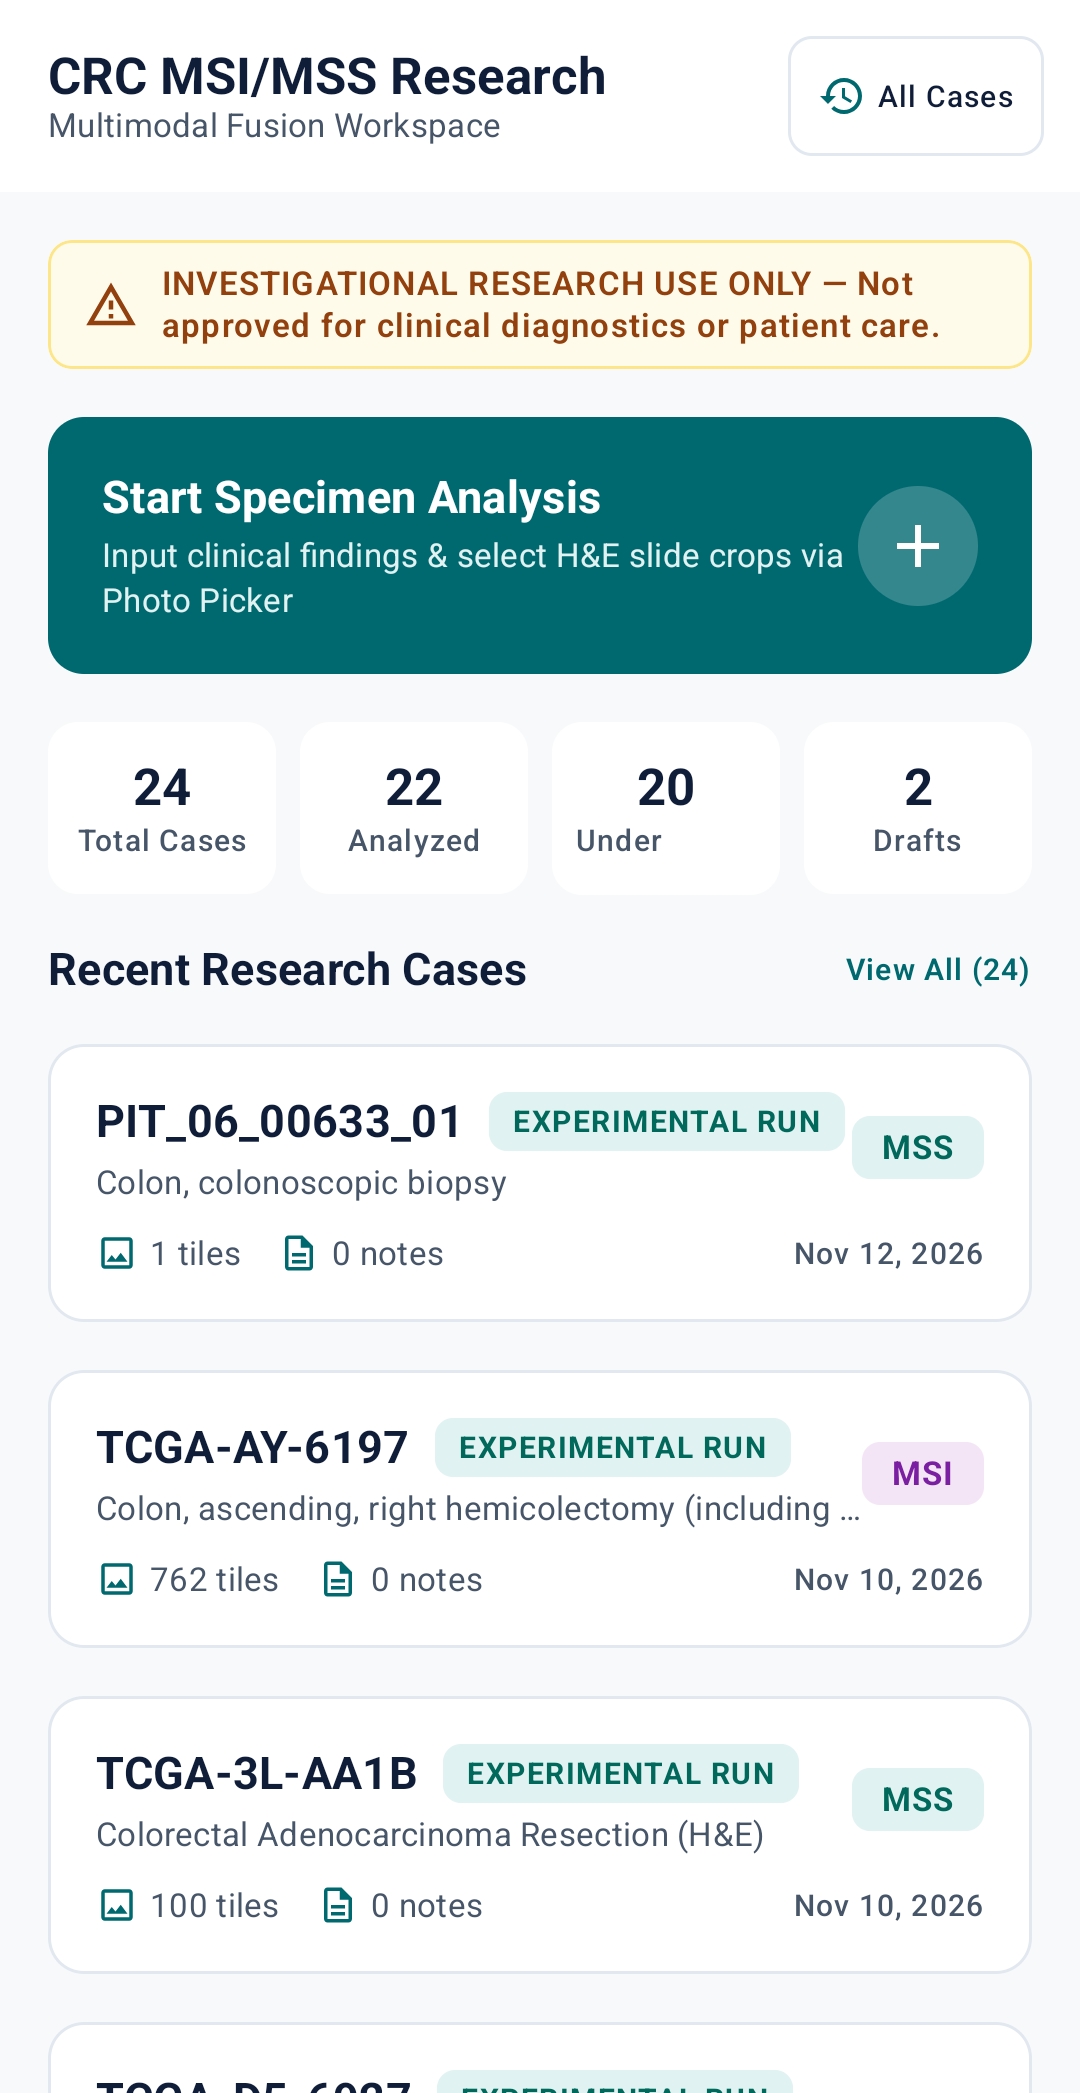 CRC MSI/MSS Research
Multimodal Fusion Workspace
All Cases
INVESTIGATIONAL RESEARCH USE ONLY — Not
approved for clinical diagnostics or patient care.
Start Specimen Analysis
Input clinical findings & select H&E slide crops via
Photo Picker
24
Total Cases
22
Analyzed
20
Under
2
Drafts
Recent Research Cases
View All (24)
PIT_06_00633_01
EXPERIMENTAL RUN
MSS
Colon, colonoscopic biopsy
1 tiles
0 notes
Nov 12, 2026
TCGA-AY-6197
EXPERIMENTAL RUN
MSI
Colon, ascending, right hemicolectomy (including ...
762 tiles
0 notes
Nov 10, 2026
TCGA-3L-AA1B
EXPERIMENTAL RUN
MSS
Colorectal Adenocarcinoma Resection (H&E)
100 tiles
0 notes
Nov 10, 2026
EXPERIMENTAL RUN